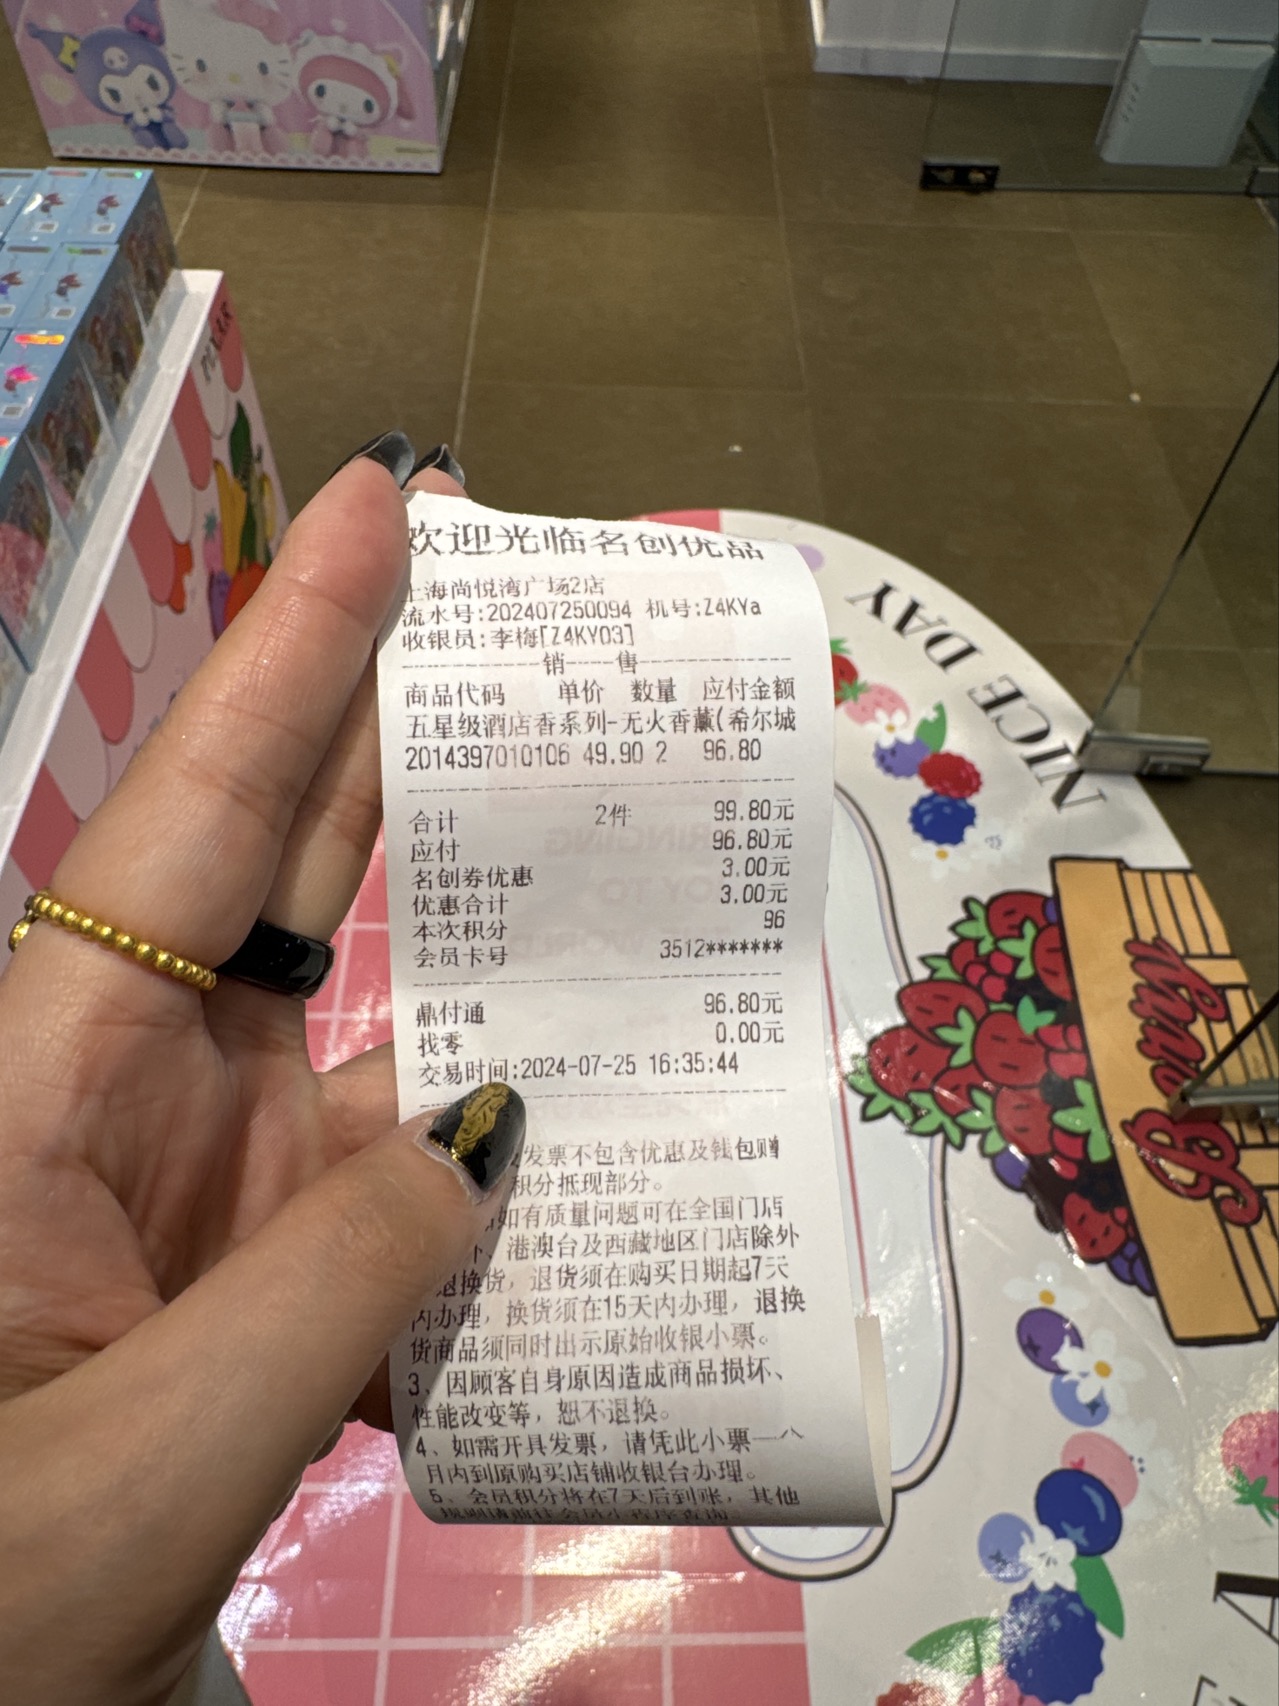 欢迎光临名创优品
上海尚悦湾广场2店
流水号:202407250094 机号:Z4KYa
收银员:李梅[Z4KY03]
销 售
商品代码 单价 数量 应付金额
五星级酒店香系列-无火香薰(希尔城
2014397010106 49.90 2 96.80
合计 2件 99.80元
应付 96.80元
名创券优惠 3.00元
优惠合计 3.00元
本次积分 96
会员卡号 3512*******
鼎付通 96.80元
找零 0.00元
交易时间:2024-07-25 16:35:44
发票不包含优惠及钱包赠
积分抵现部分。
如有质量问题可在全国门店
、港澳台及西藏地区门店除外
退换货，退货须在购买日期起7天
内办理，换货须在15天内办理，退换
货商品须同时出示原始收银小票。
3、因顾客自身原因造成商品损坏、
性能改变等，恕不退换。
4、如需开具发票，请凭此小票一个
月内到原购买店铺收银台办理。
5、会员积分将在7天后到账，其他
NICE DAY